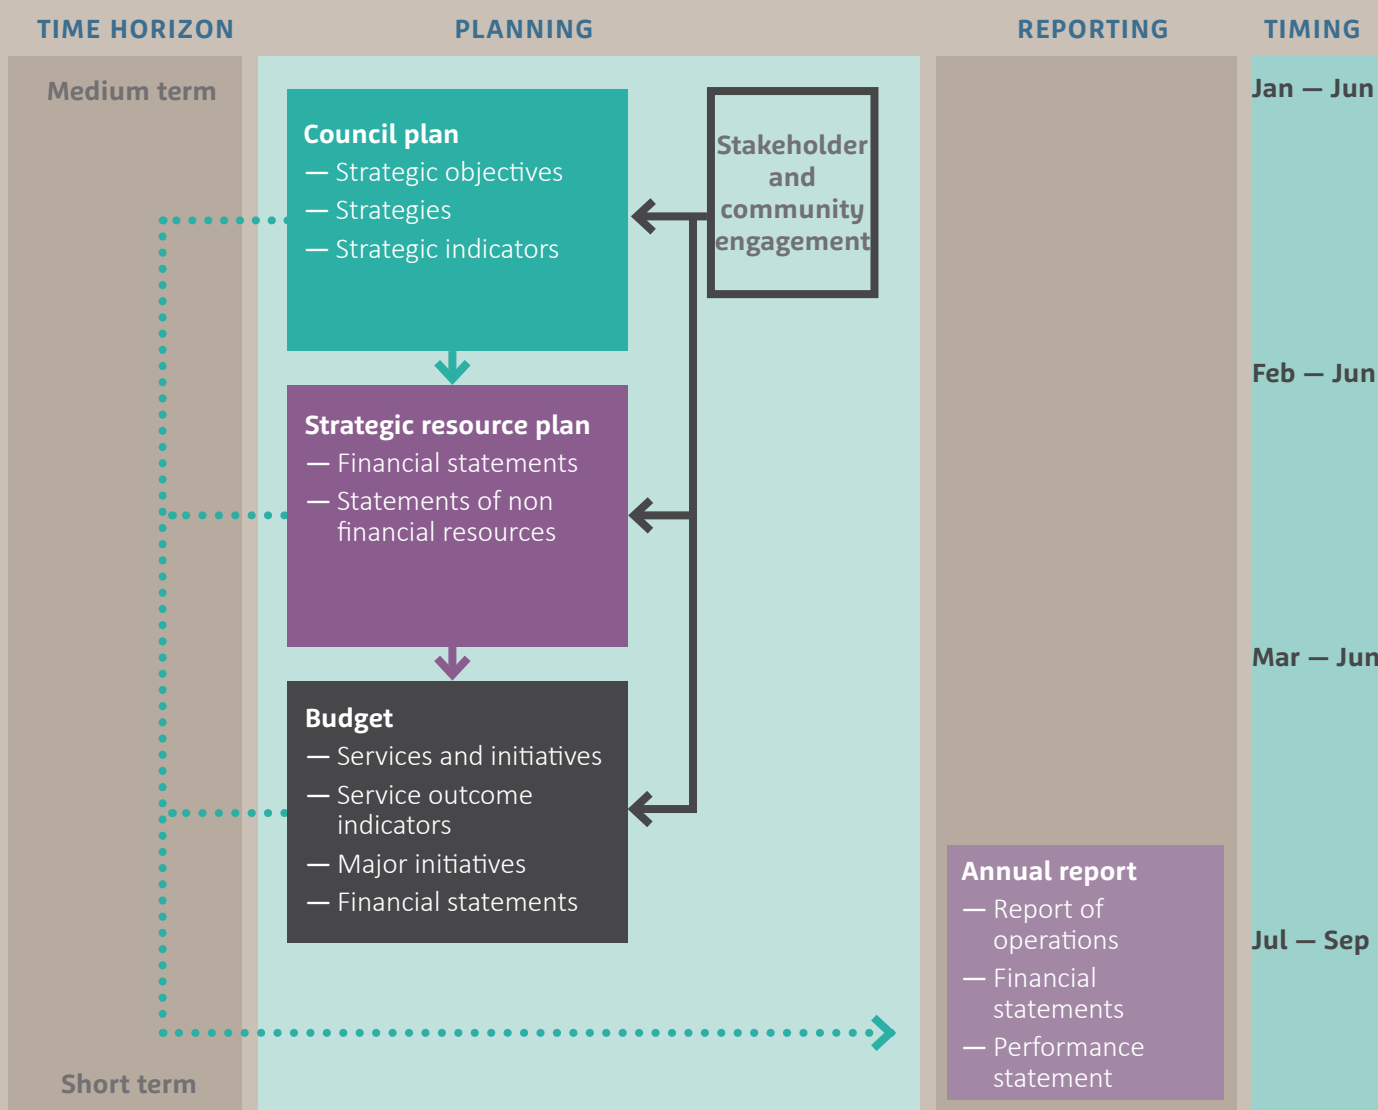 TIME HORIZON
PLANNING
REPORTING
TIMING
Medium term
Council plan
— Strategic objectives
— Strategies
— Strategic indicators
Stakeholder
and
community
engagement
Jan — Jun
Strategic resource plan
— Financial statements
— Statements of non
financial resources
Feb — Jun
Budget
— Services and initiatives
— Service outcome
indicators
— Major initiatives
— Financial statements
Mar — Jun
Annual report
— Report of
operations
— Financial
statements
— Performance
statement
Jul — Sep
Short term